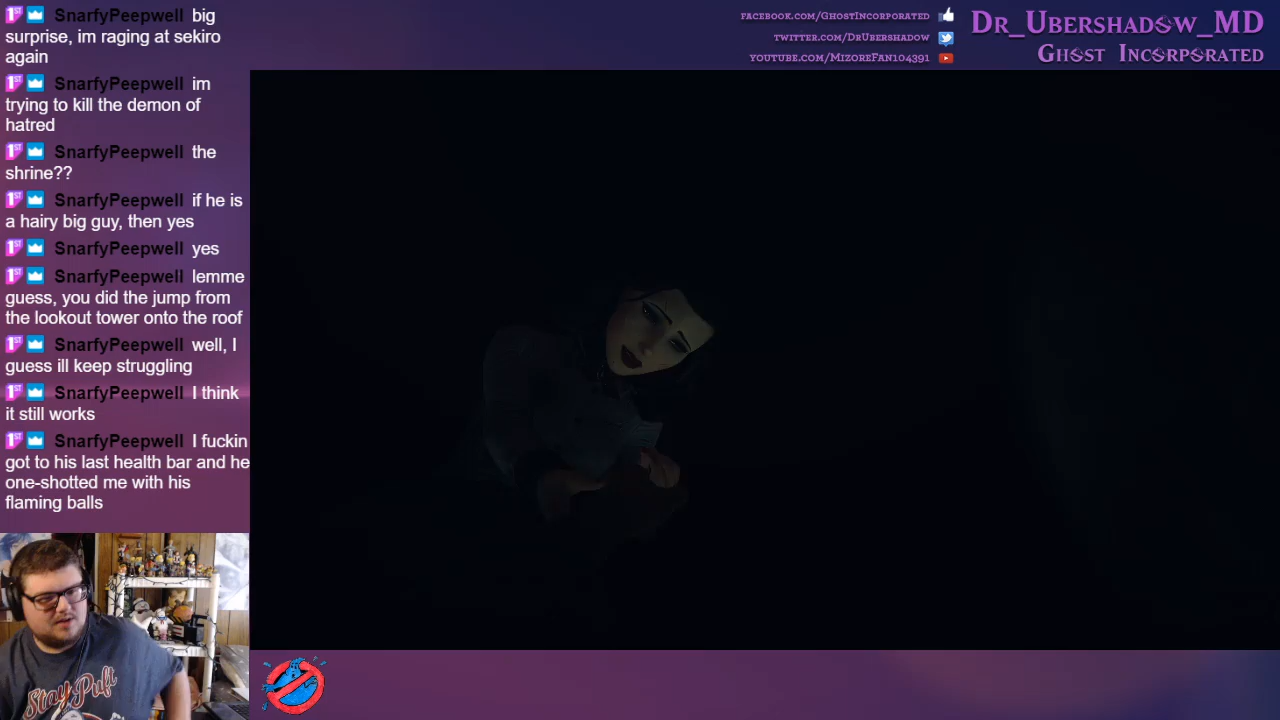 SnarfyPeepwell big
surprise, im raging at sekiro
again
SnarfyPeepwell im
trying to kill the demon of
hatred
SnarfyPeepwell the
shrine??
SnarfyPeepwell if he is
a hairy big guy, then yes
SnarfyPeepwell yes
SnarfyPeepwell lemme
guess, you did the jump from
the lookout tower onto the roof
SnarfyPeepwell well, I
guess ill keep struggling
SnarfyPeepwell I think
it still works
SnarfyPeepwell I fuckin
got to his last health bar and he
one-shotted me with his
flaming balls
facebook.com/GhostIncorporated
twitter.com/DrUbershadow
youtube.com/MizoreFan104391
Dr_Ubershadow_MD
Ghost Incorporated
Stay Puft